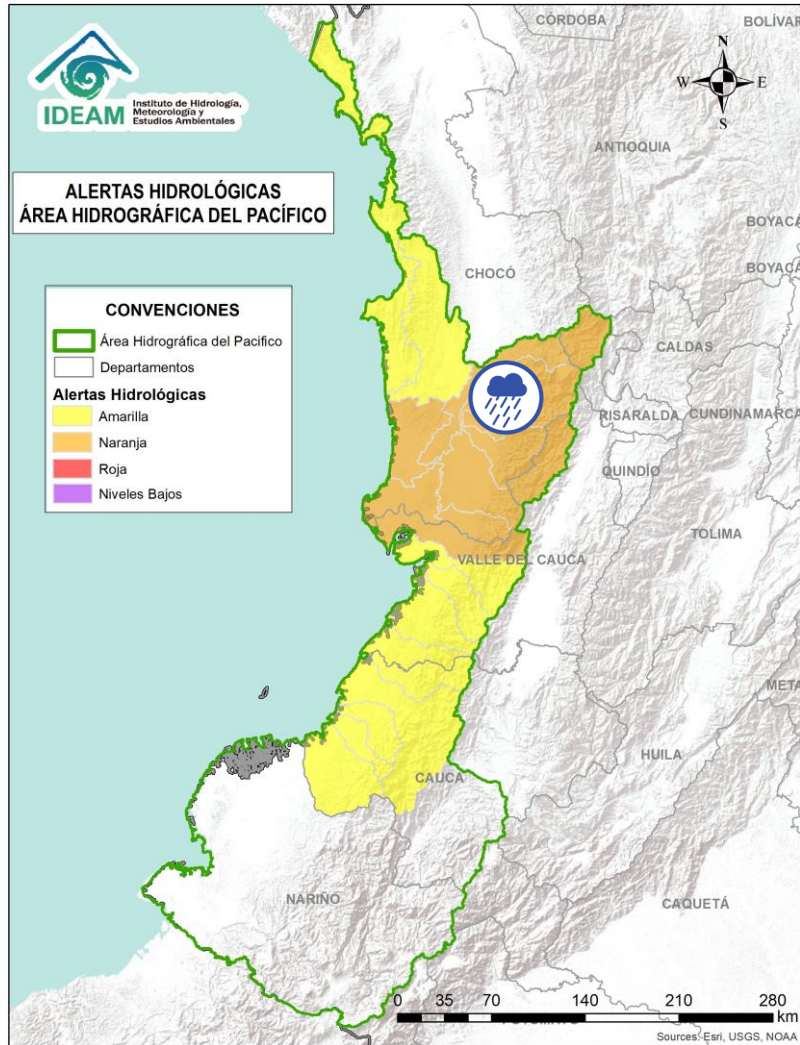 IDEAM
Instituto de Hidrología,
Meteorología y
Estudios Ambientales
ALERTAS HIDROLÓGICAS
ÁREA HIDROGRÁFICA DEL PACÍFICO
CONVENCIONES
Área Hidrográfica del Pacifico
Departamentos
Alertas Hidrológicas
Amarilla
Naranja
Roja
Niveles Bajos
N
W
E
S
CÓRDOBA
BOLÍVAR
ANTIOQUIA
BOYACÁ
BOYACÁ
CHOCÓ
CALDAS
RISARALDA
CUNDINAMARCA
QUINDÍO
TOLIMA
VALLE DEL CAUCA
META
HUILA
CAUCA
NARIÑO
CAQUETÁ
0 35 70 140 210 280
km
Sources: Esri, USGS, NOAA